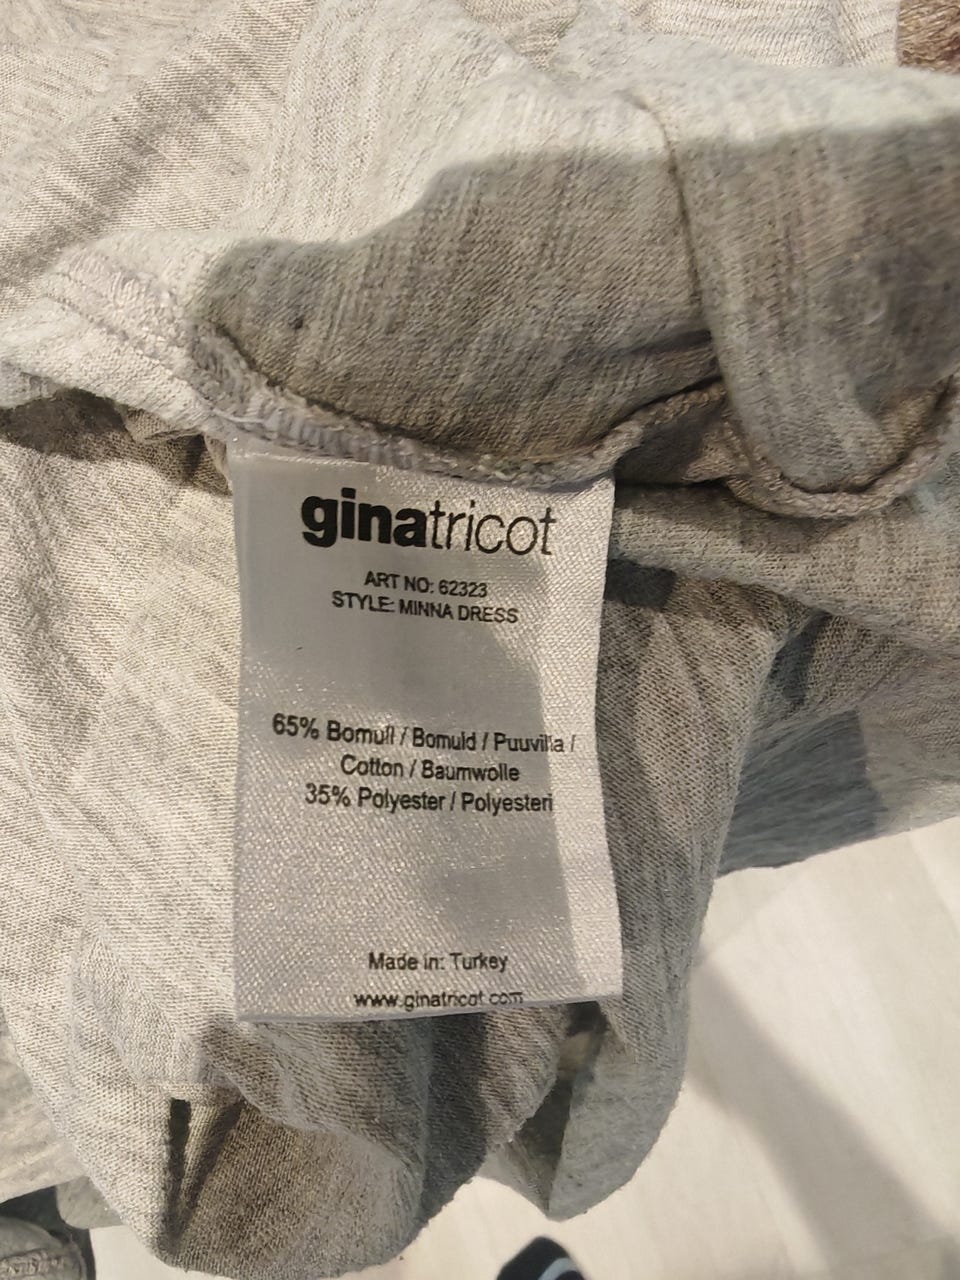 ginatricot
ART NO: 62323
STYLE: MINNA DRESS
65% Bomull / Bomuld / Puuvilla /
Cotton / Baumwolle
35% Polyester / Polyesteri
Made in: Turkey
www.ginatricot.com